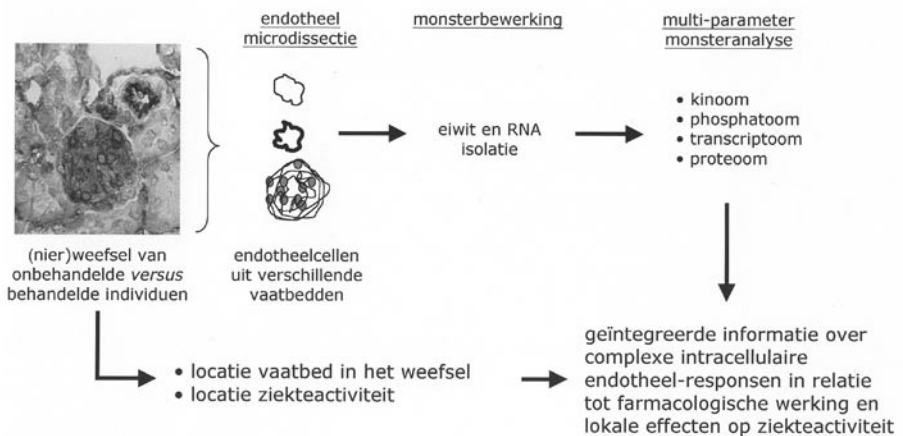 endotheel
microdissectie
monsterbewerking
multi-parameter
monsteranalyse
• kinoom
• phosphatoom
• transcriptoom
• proteoom
eiwit en RNA
isolatie
(nier)weefsel van
onbehandelde versus
behandelde individuen
endotheelcellen
uit verschillende
vaatbedden
• locatie vaatbed in het weefsel
• locatie ziekteactiviteit
geïntegreerde informatie over
complexe intracellulaire
endotheel-responsen in relatie
tot farmacologische werking en
lokale effecten op ziekteactiviteit